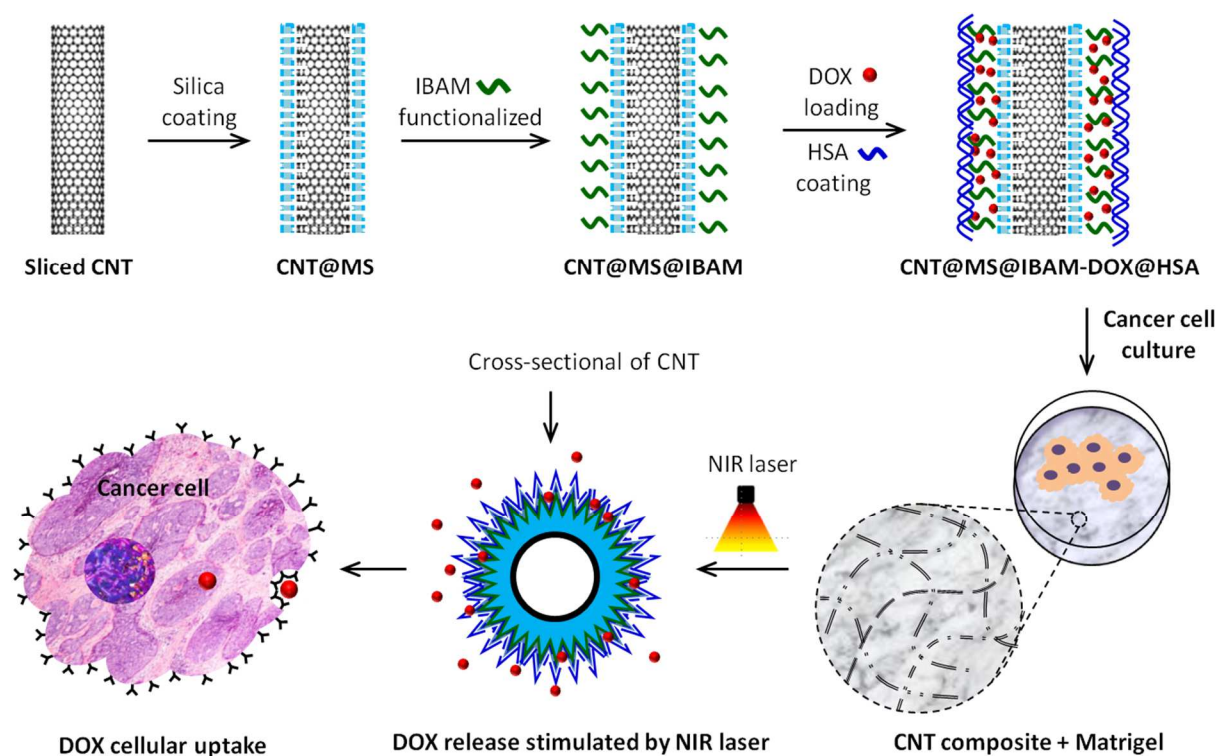 Silica
coating
IBAM
functionalized
DOX
loading
HSA
coating
Sliced CNT
CNT@MS
CNT@MS@IBAM
CNT@MS@IBAM-DOX@HSA
Cancer cell
culture
Cross-sectional of CNT
NIR laser
Cancer cell
DOX cellular uptake
DOX release stimulated by NIR laser
CNT composite + Matrigel